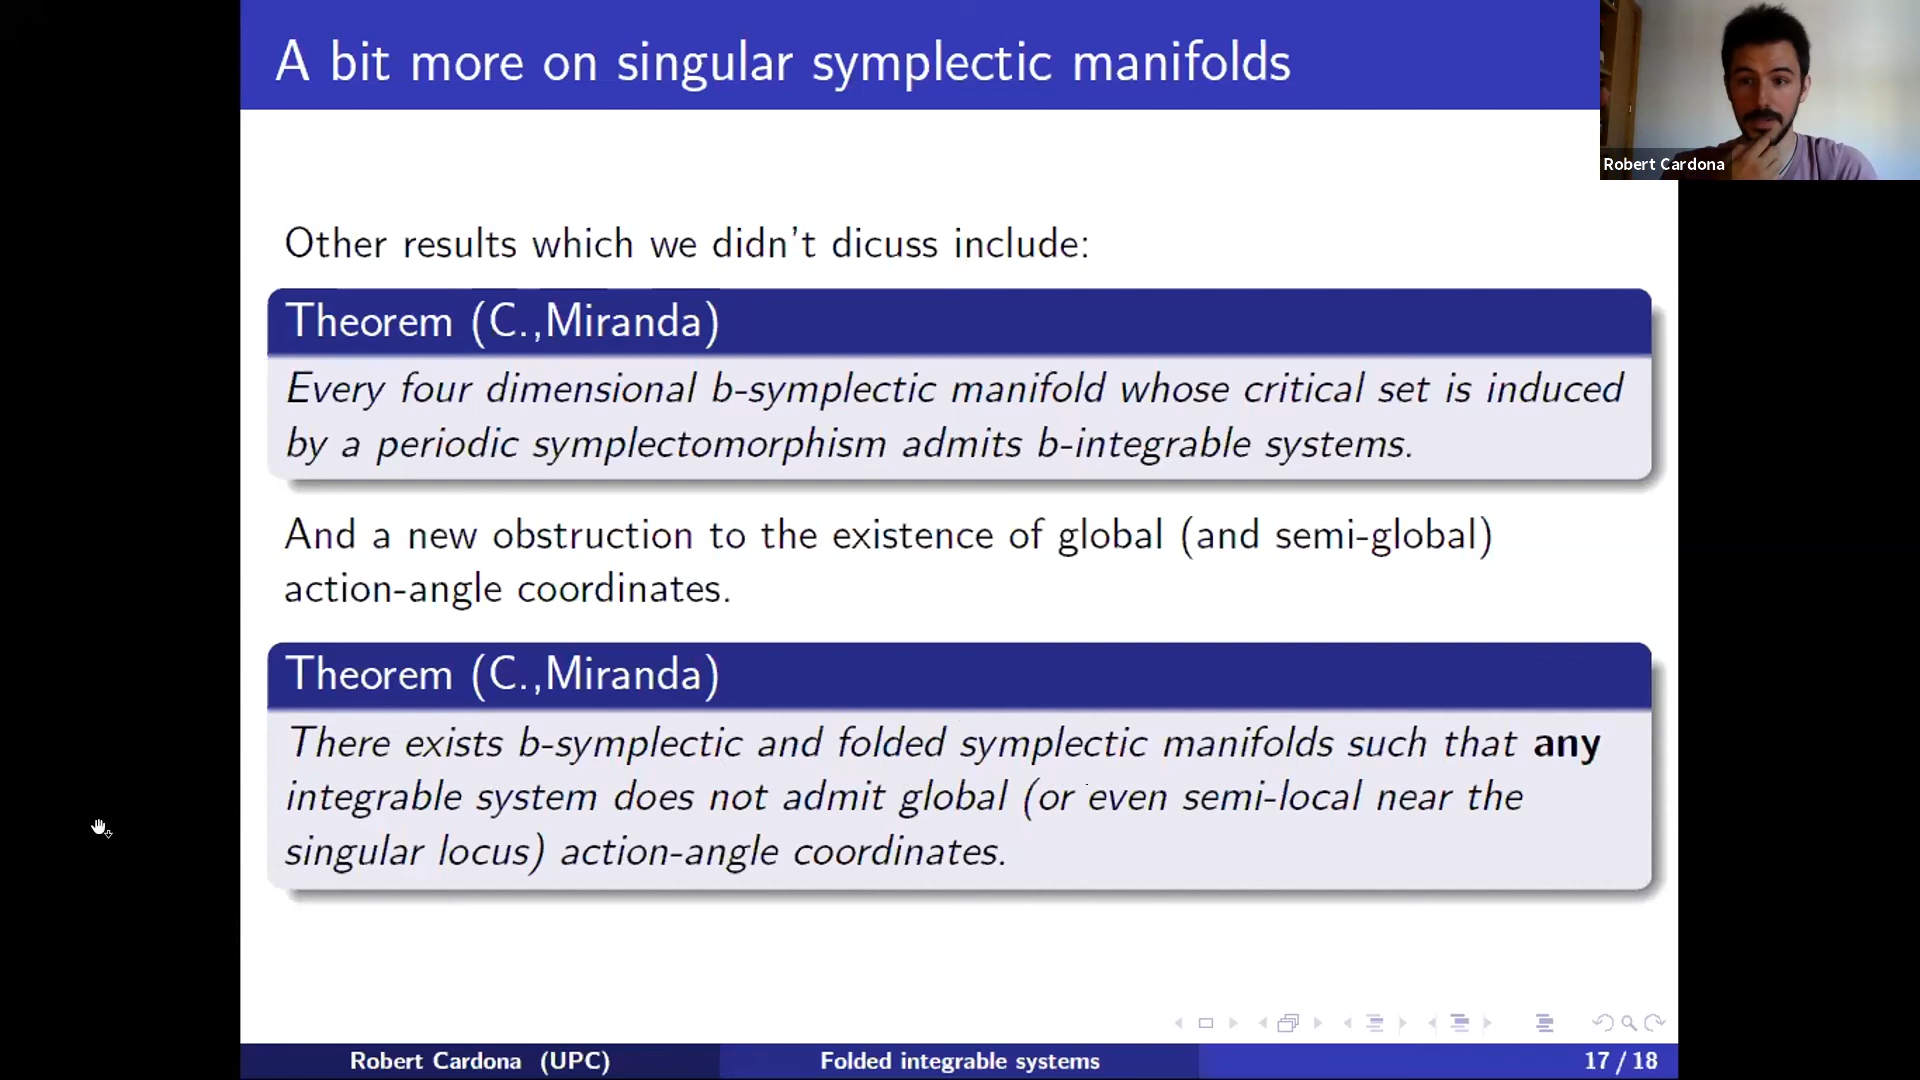 A bit more on singular symplectic manifolds
Robert Cardona
Other results which we didn't dicuss include:
Theorem (C.,Miranda)
Every four dimensional b-symplectic manifold whose critical set is induced
by a periodic symplectomorphism admits b-integrable systems.
And a new obstruction to the existence of global (and semi-global)
action-angle coordinates.
Theorem (C.,Miranda)
There exists b-symplectic and folded symplectic manifolds such that any
integrable system does not admit global (or even semi-local near the
singular locus) action-angle coordinates.
Robert Cardona (UPC)
Folded integrable systems
17 / 18